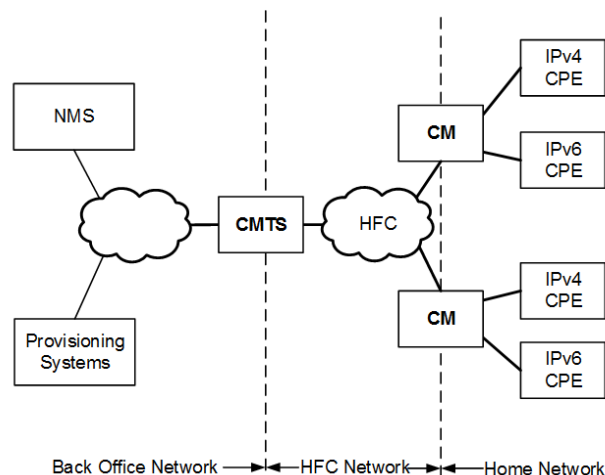 NMS
Provisioning
Systems
CMTS
HFC
CM
IPv4
CPE
IPv6
CPE
CM
IPv4
CPE
IPv6
CPE
Back Office Network
HFC Network
Home Network